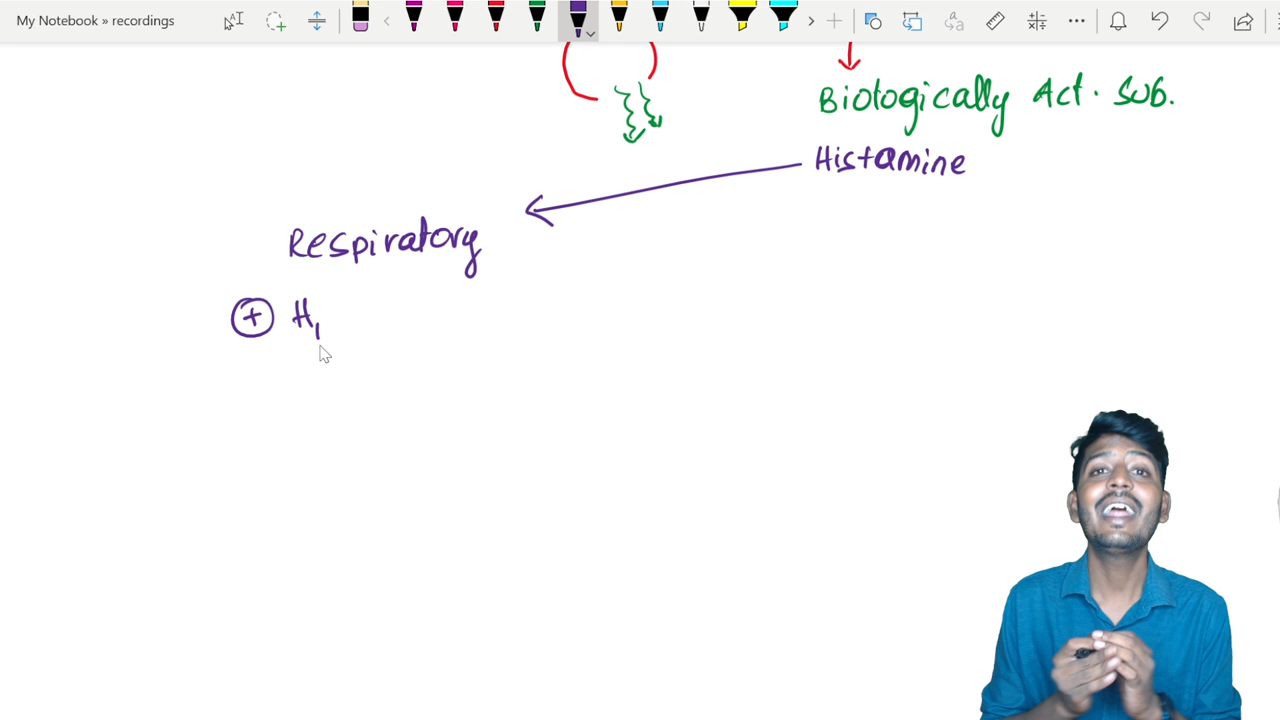 My Notebook » recordings
Biologically Act. Sub.
Histamine
Respiratory
+ H₁